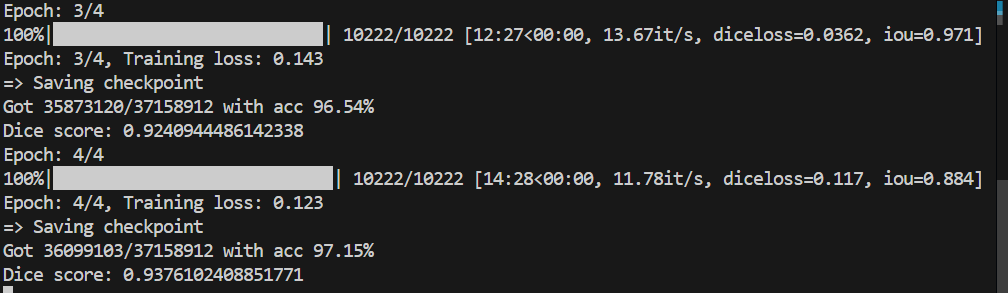 Epoch: 3/4
100%|██████████████████████████████| 10222/10222 [12:27<00:00, 13.67it/s, diceloss=0.0362, iou=0.971]
Epoch: 3/4, Training loss: 0.143
=> Saving checkpoint
Got 35873120/37158912 with acc 96.54%
Dice score: 0.9240944486142338
Epoch: 4/4
100%|███████████████████████████████| 10222/10222 [14:28<00:00, 11.78it/s, diceloss=0.117, iou=0.884]
Epoch: 4/4, Training loss: 0.123
=> Saving checkpoint
Got 36099103/37158912 with acc 97.15%
Dice score: 0.9376102408851771